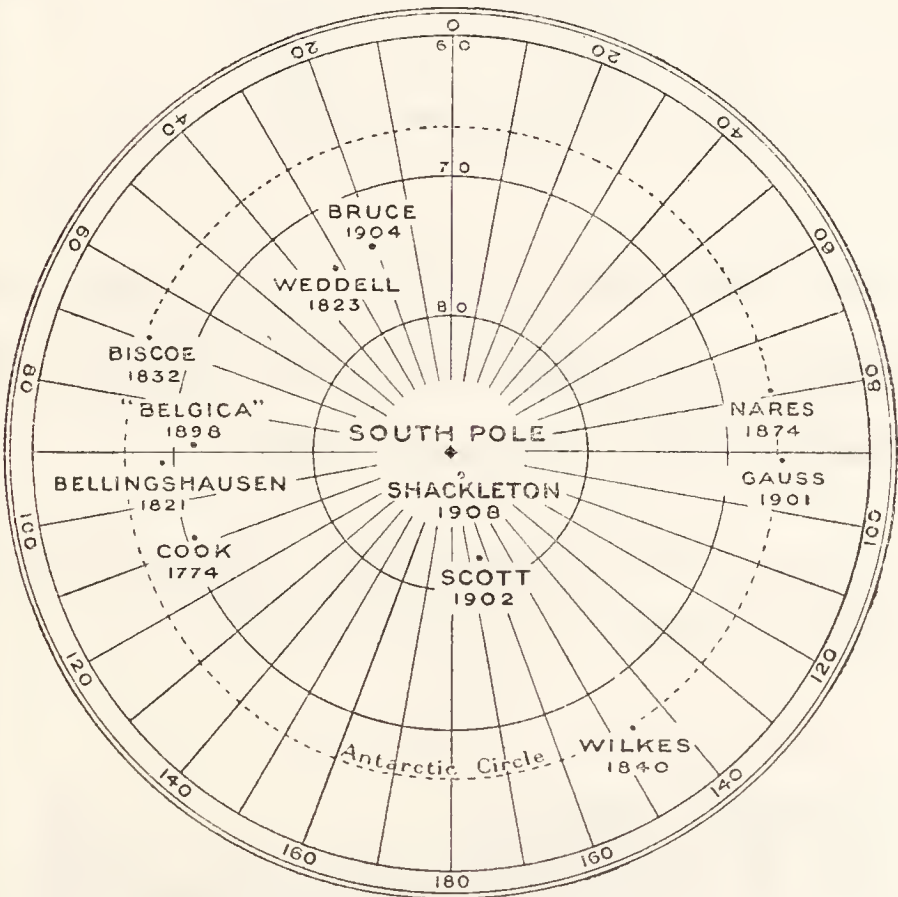 0
60
20
20
40
40
70
BRUCE
1904
60
60
WEDDELL
1823
80
BISCOE
1832
80
80
"BELGICA"
1898
NARES
1874
SOUTH POLE
BELLINGSHAUSEN
1821
SHACKLETON
1908
GAUSS
1901
100
100
COOK
1774
SCOTT
1902
120
120
WILKES
1840
Antarctic Circle
140
140
160
160
180